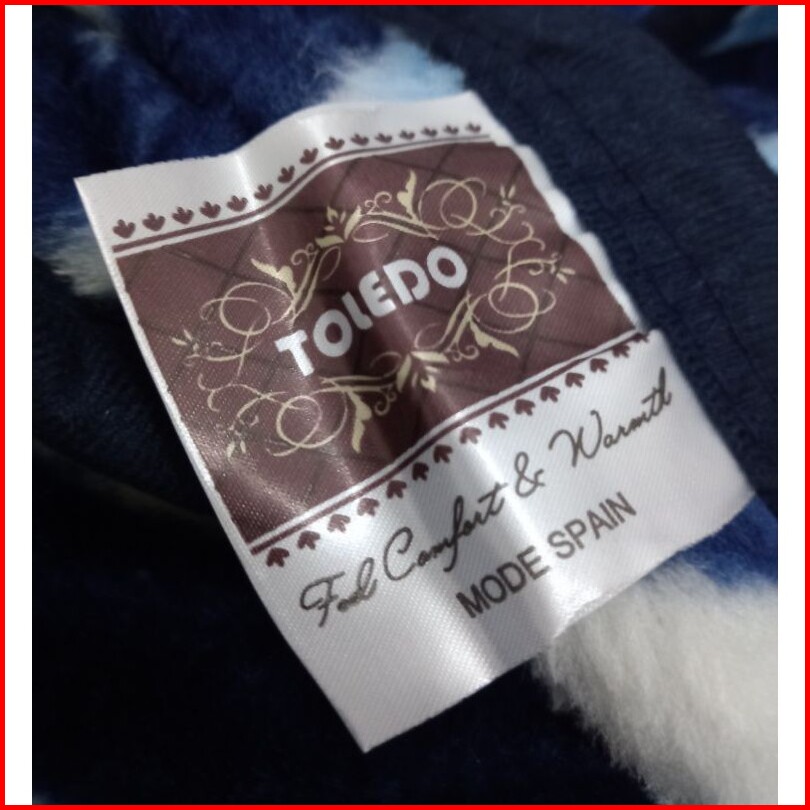 TOLEDO
Feel Comfort & Warmth
MODE SPAIN